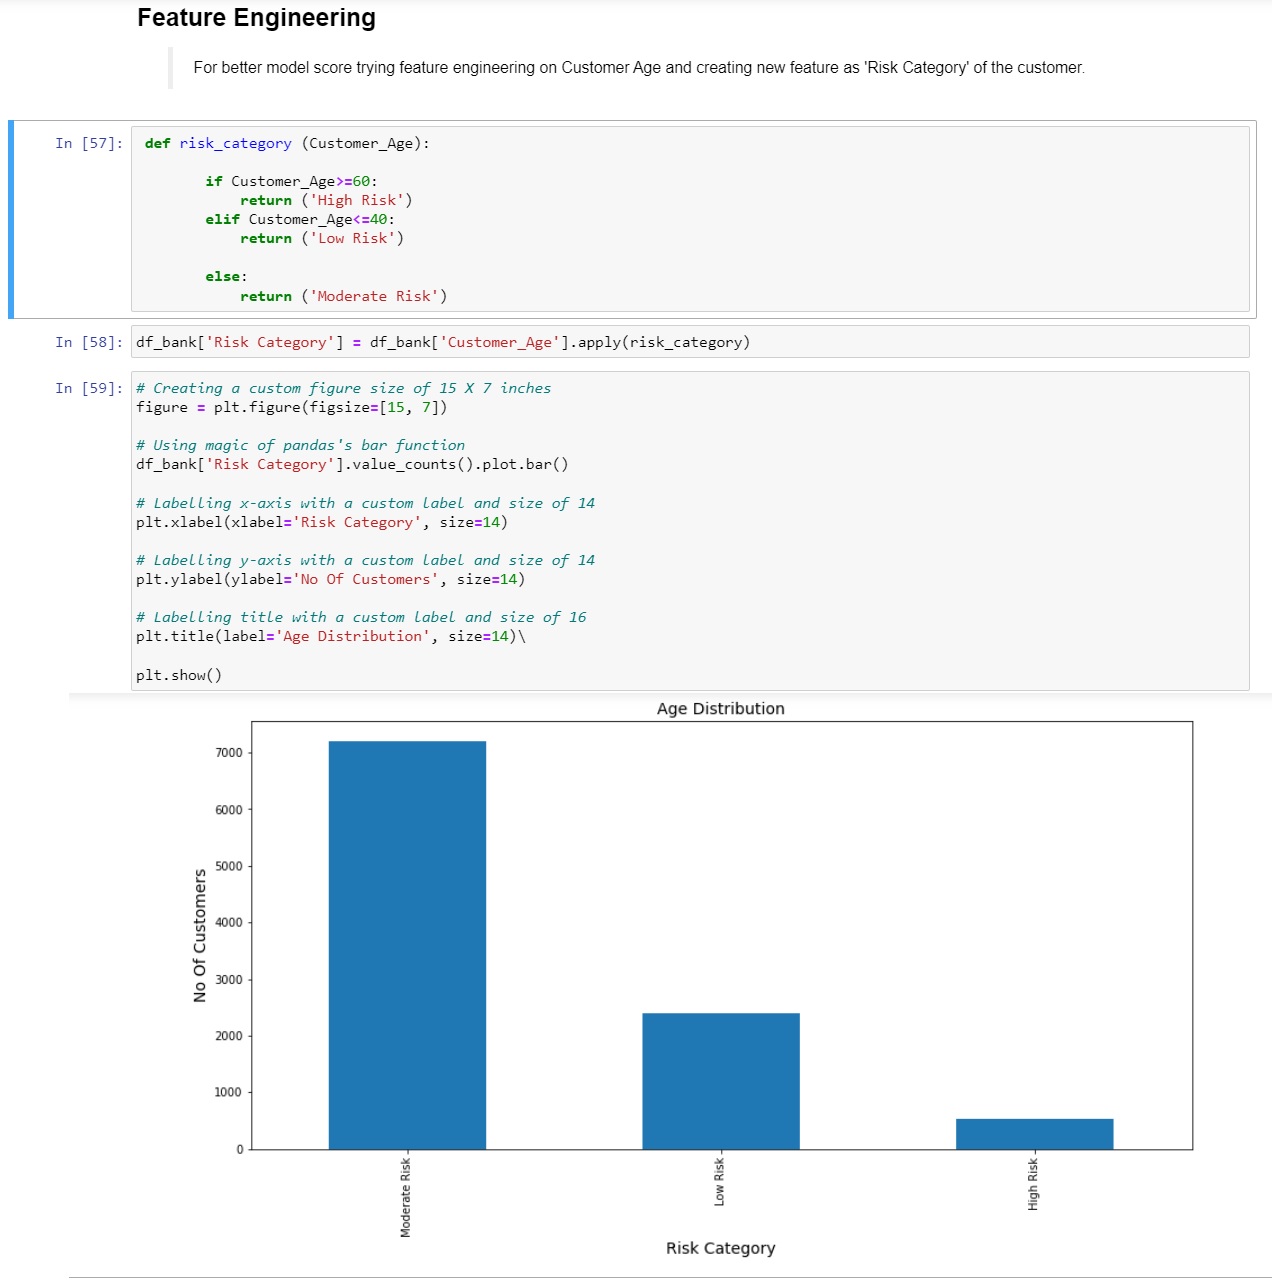 Feature Engineering
For better model score trying feature engineering on Customer Age and creating new feature as 'Risk Category' of the customer.
In [57]: def risk_category (Customer_Age):
if Customer_Age>=60:
return ('High Risk')
elif Customer_Age<=40:
return ('Low Risk')
else:
return ('Moderate Risk')
In [58]: df_bank['Risk Category'] = df_bank['Customer_Age'].apply(risk_category)
In [59]: # Creating a custom figure size of 15 X 7 inches
figure = plt.figure(figsize=[15, 7])
# Using magic of pandas's bar function
df_bank['Risk Category'].value_counts().plot.bar()
# Labelling x-axis with a custom label and size of 14
plt.xlabel(xlabel='Risk Category', size=14)
# Labelling y-axis with a custom label and size of 14
plt.ylabel(ylabel='No Of Customers', size=14)
# Labelling title with a custom label and size of 16
plt.title(label='Age Distribution', size=14)\
plt.show()
Age Distribution
7000
6000
5000
4000
3000
2000
1000
0
No Of Customers
Moderate Risk
Low Risk
High Risk
Risk Category